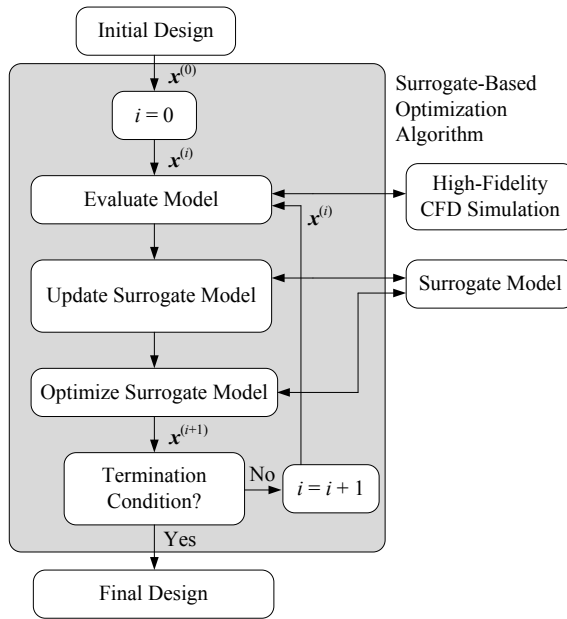 Initial Design
x^(0)
i = 0
x^(i)
Surrogate-Based
Optimization
Algorithm
Evaluate Model
High-Fidelity
CFD Simulation
x^(i)
Update Surrogate Model
Surrogate Model
Optimize Surrogate Model
x^(i+1)
Termination
Condition?
No
i = i + 1
Yes
Final Design